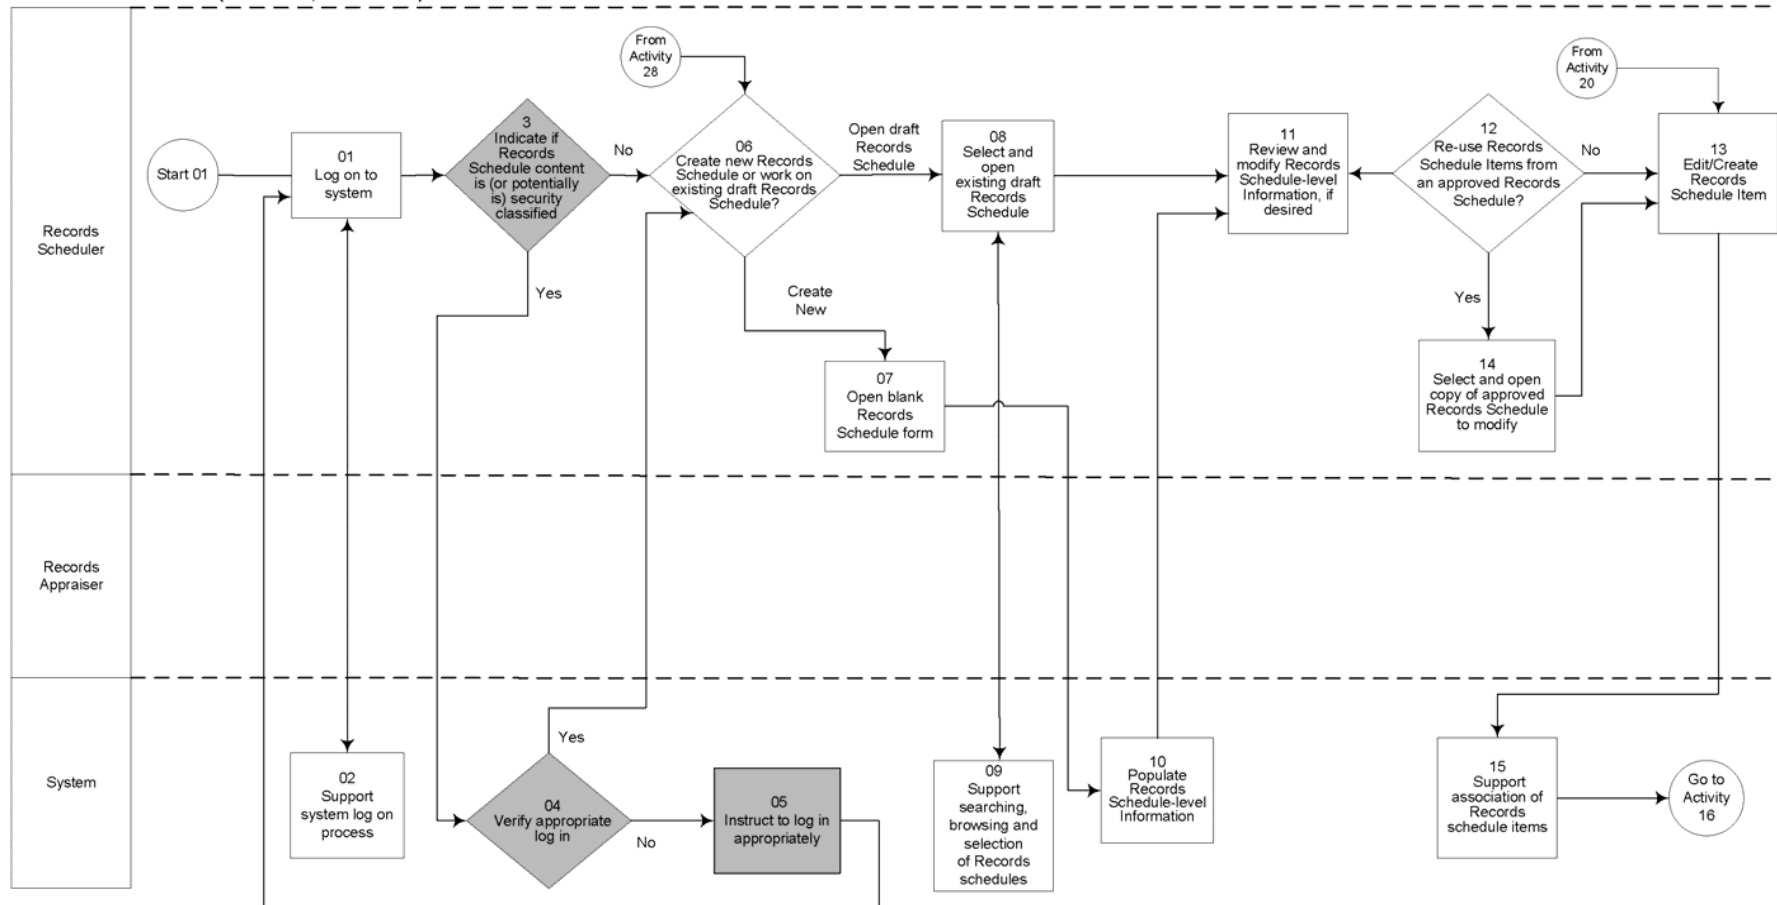 Records
Scheduler
Start 01
01
Log on to
system
3
Indicate if
Records
Schedule content
is (or potentially
is) security
classified
No
Yes
From
Activity
28
06
Create new Records
Schedule or work on
existing draft Records
Schedule?
Open draft
Records
Schedule
Create
New
07
Open blank
Records
Schedule form
08
Select and
open
existing draft
Records
Schedule
11
Review and
modify Records
Schedule-level
Information, if
desired
12
Re-use Records
Schedule Items from
an approved Records
Schedule?
No
Yes
14
Select and open
copy of approved
Records Schedule
to modify
From
Activity
20
13
Edit/Create
Records
Schedule Item
Records
Appraiser
System
02
Support
system log on
process
04
Verify appropriate
log in
Yes
No
05
Instruct to log in
appropriately
09
Support
searching,
browsing and
selection
of Records
schedules
10
Populate
Records
Schedule-level
Information
15
Support
association of
Records
schedule items
Go to
Activity
16